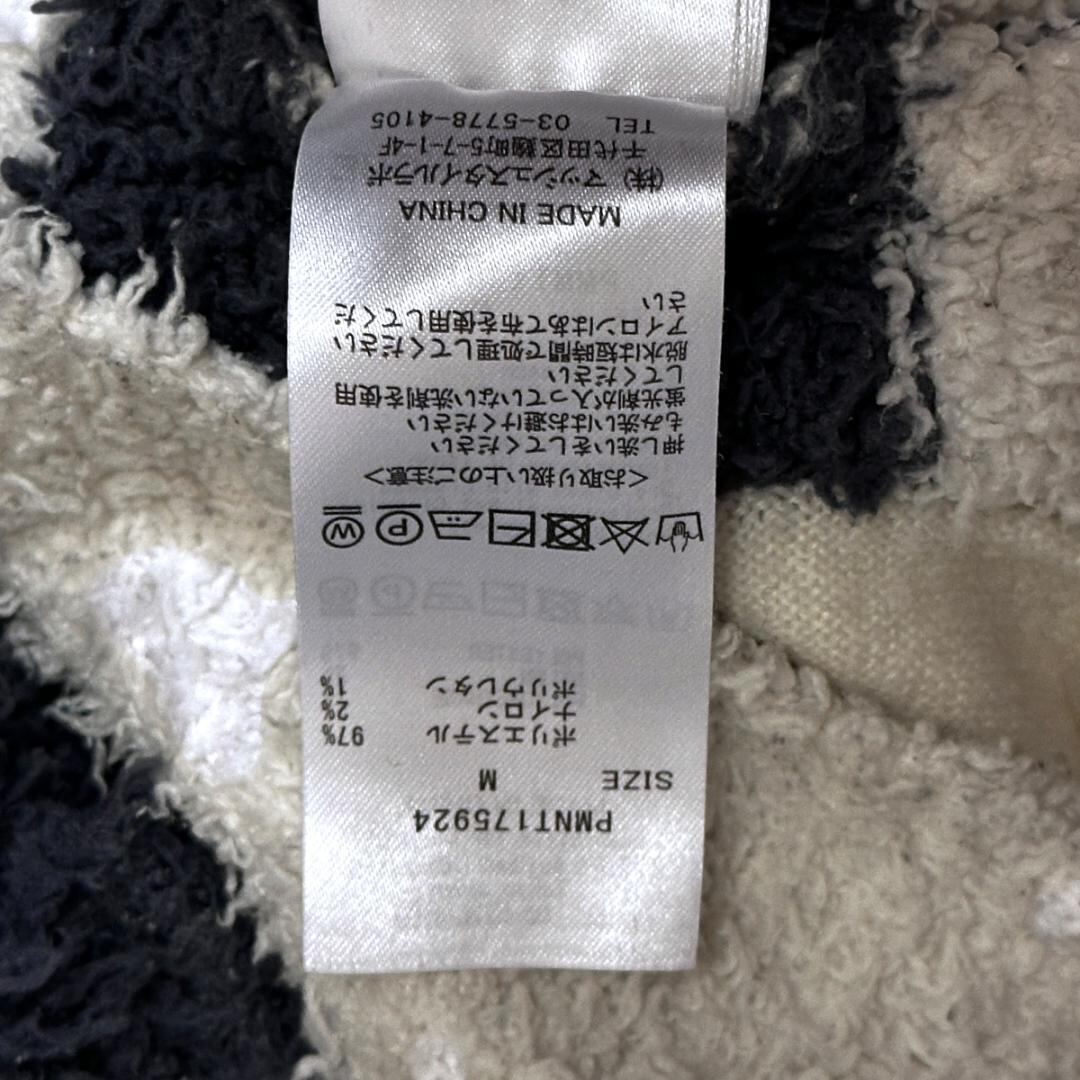 PMNT175924
SIZE M
ポリエステル 97%
ナイロン 2%
ポリウレタン 1%
<お取り扱い上のご注意>
押し洗いをしてください
もみ洗いはお避けください
蛍光剤が入っていない洗剤を使用
してください
脱水は短時間で処理してください
アイロンはあて布を使用してくだ
さい
MADE IN CHINA
(株) マッシュスタイルラボ
千代田区麹町5-7-1-4F
TEL 03-5778-4105